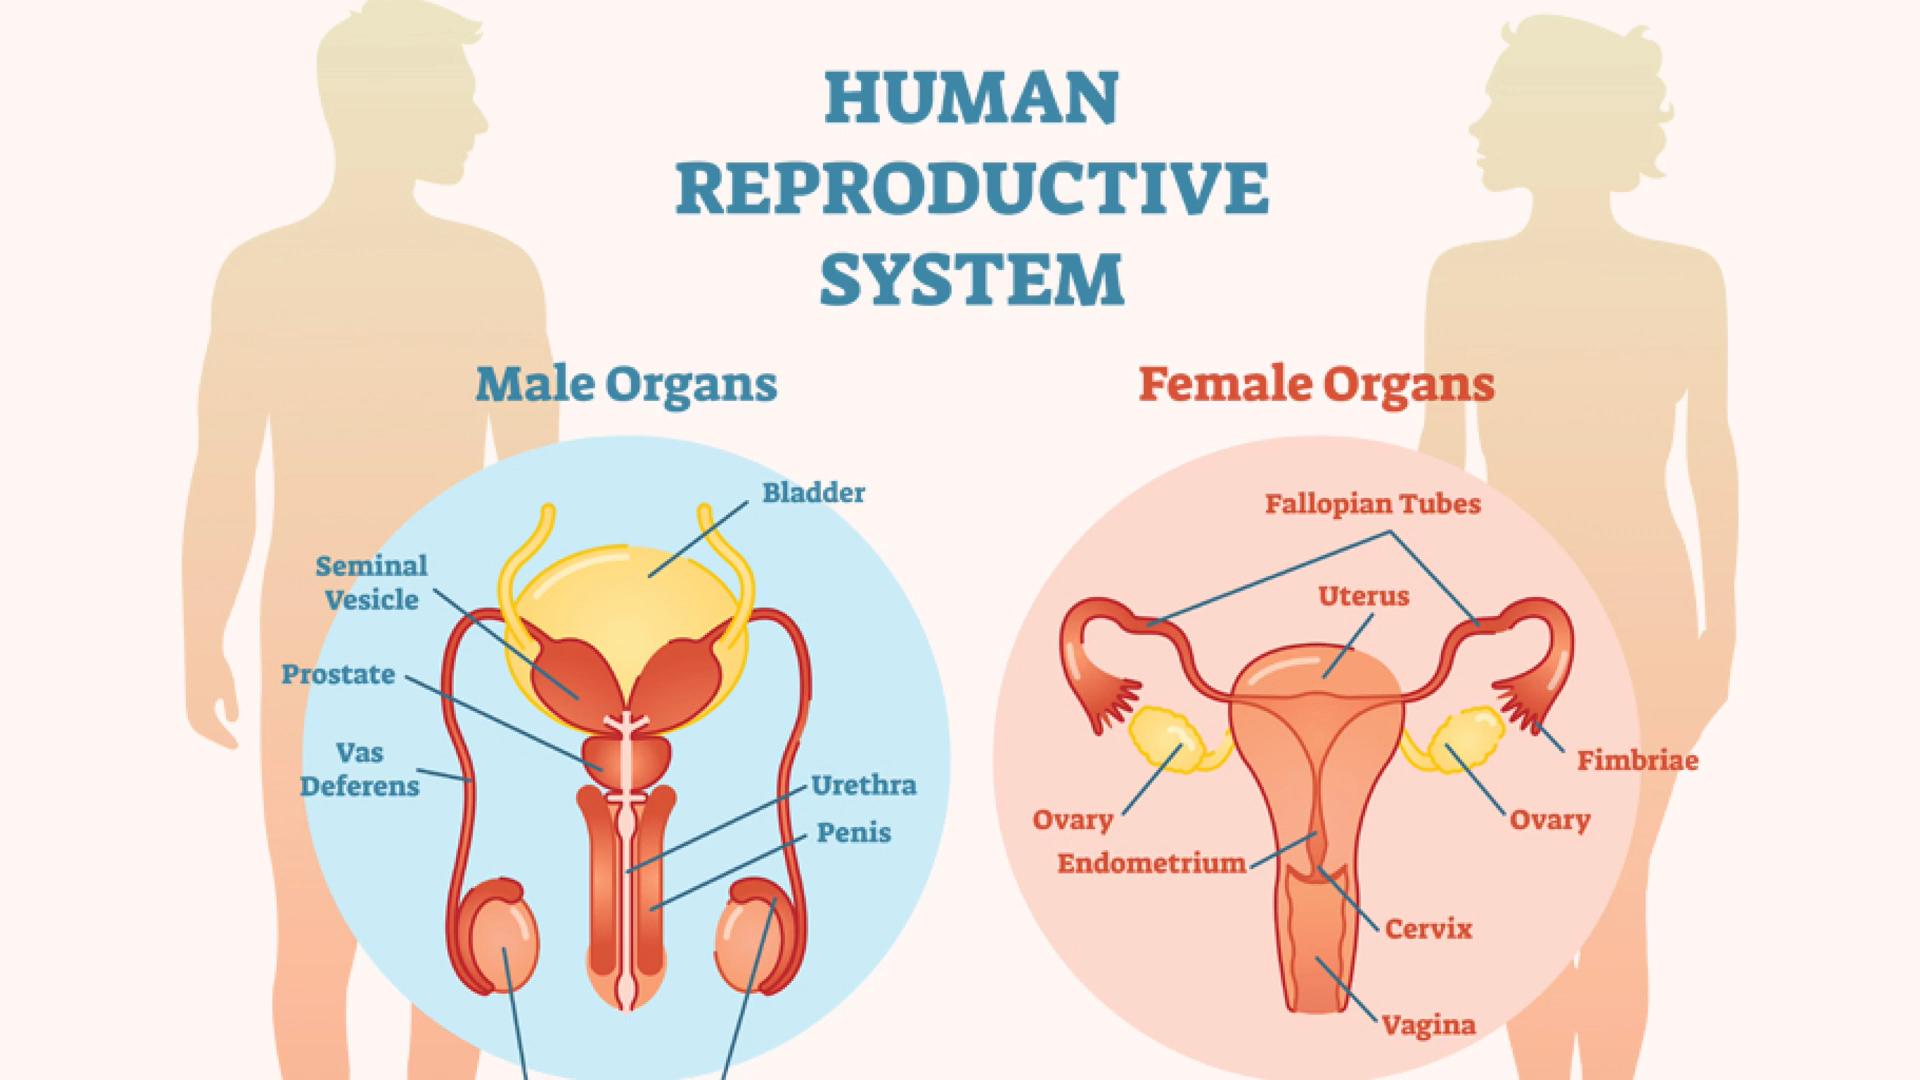 HUMAN
REPRODUCTIVE
SYSTEM
Male Organs
Female Organs
Bladder
Seminal
Vesicle
Prostate
Vas
Deferens
Urethra
Penis
Fallopian Tubes
Uterus
Fimbriae
Ovary
Ovary
Endometrium
Cervix
Vagina